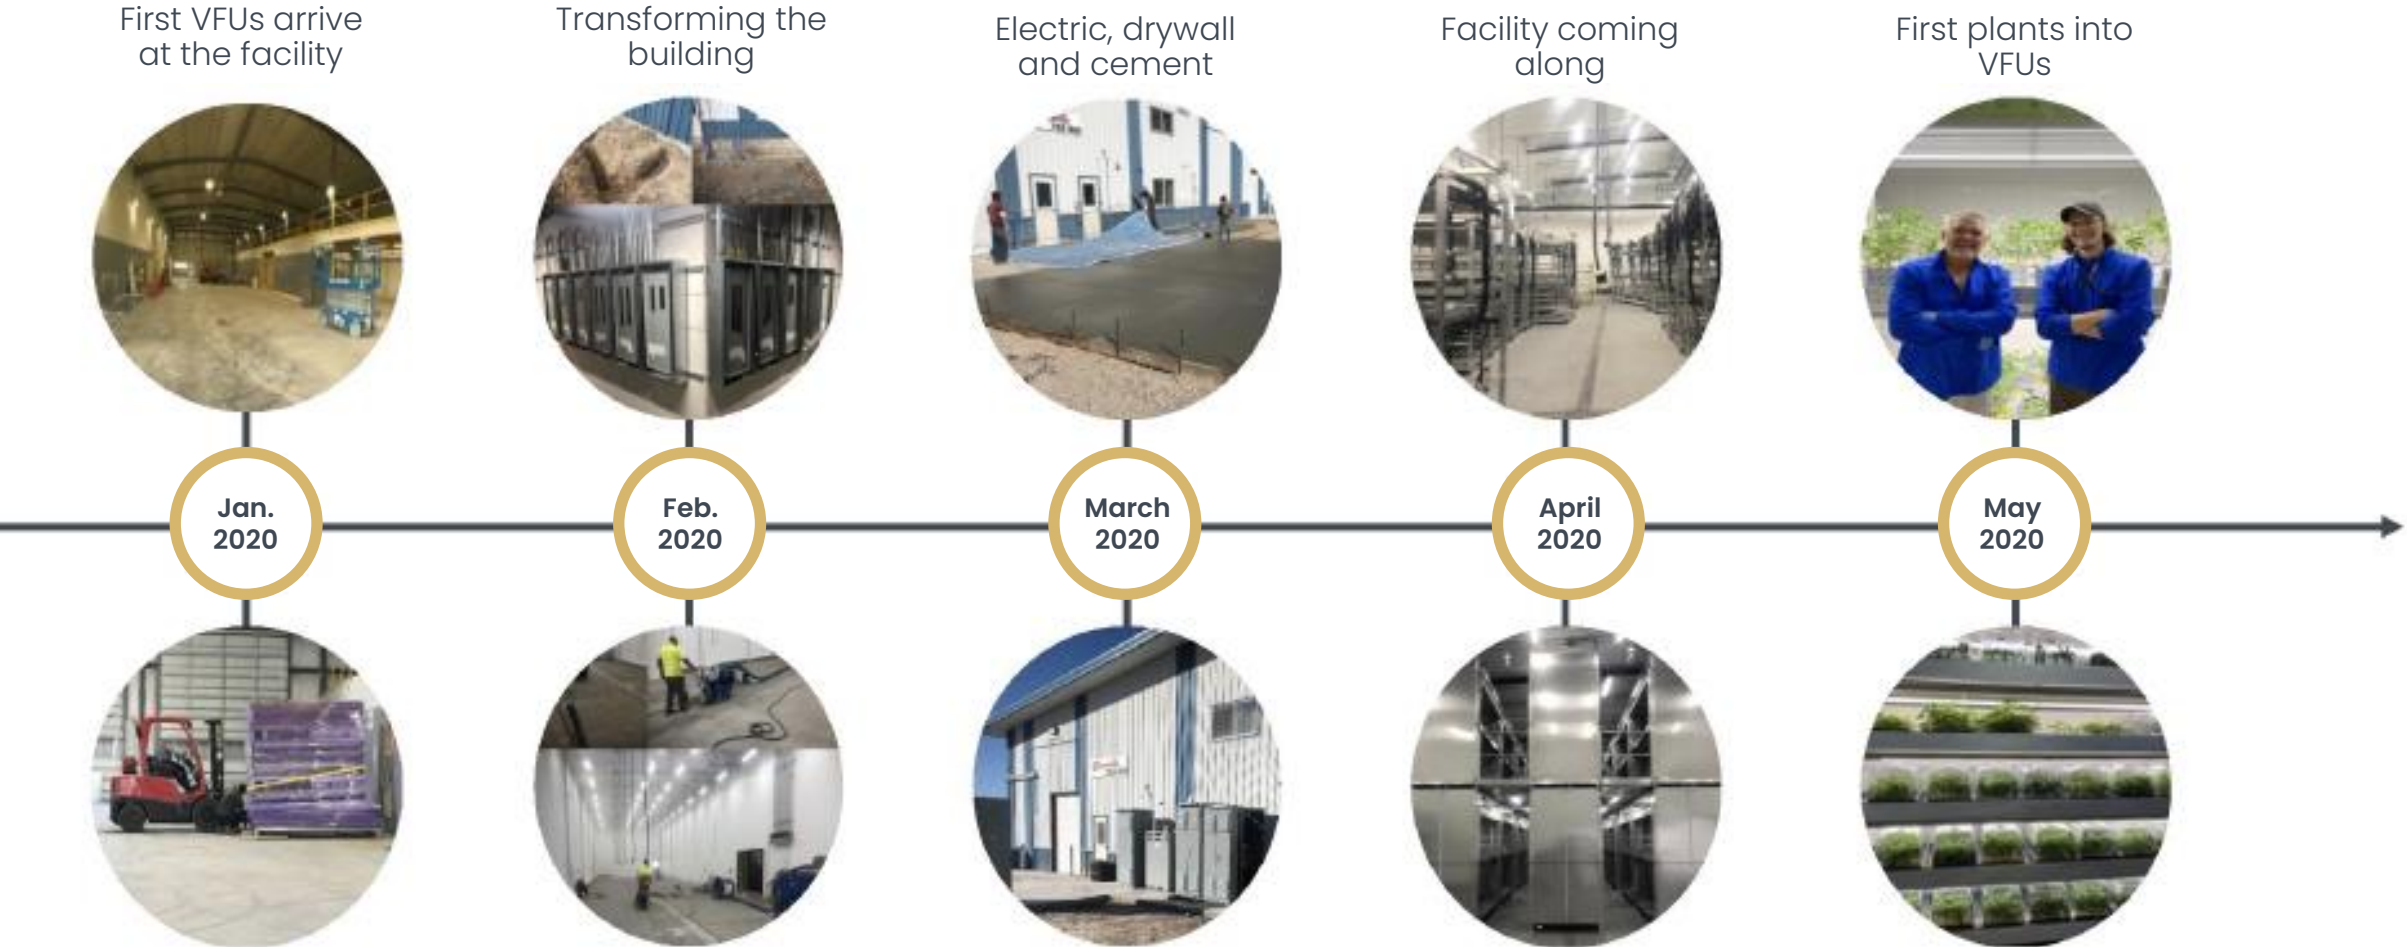 First VFUs arrive
at the facility
Transforming the
building
Electric, drywall
and cement
Facility coming
along
First plants into
VFUs
Jan.
2020
Feb.
2020
March
2020
April
2020
May
2020